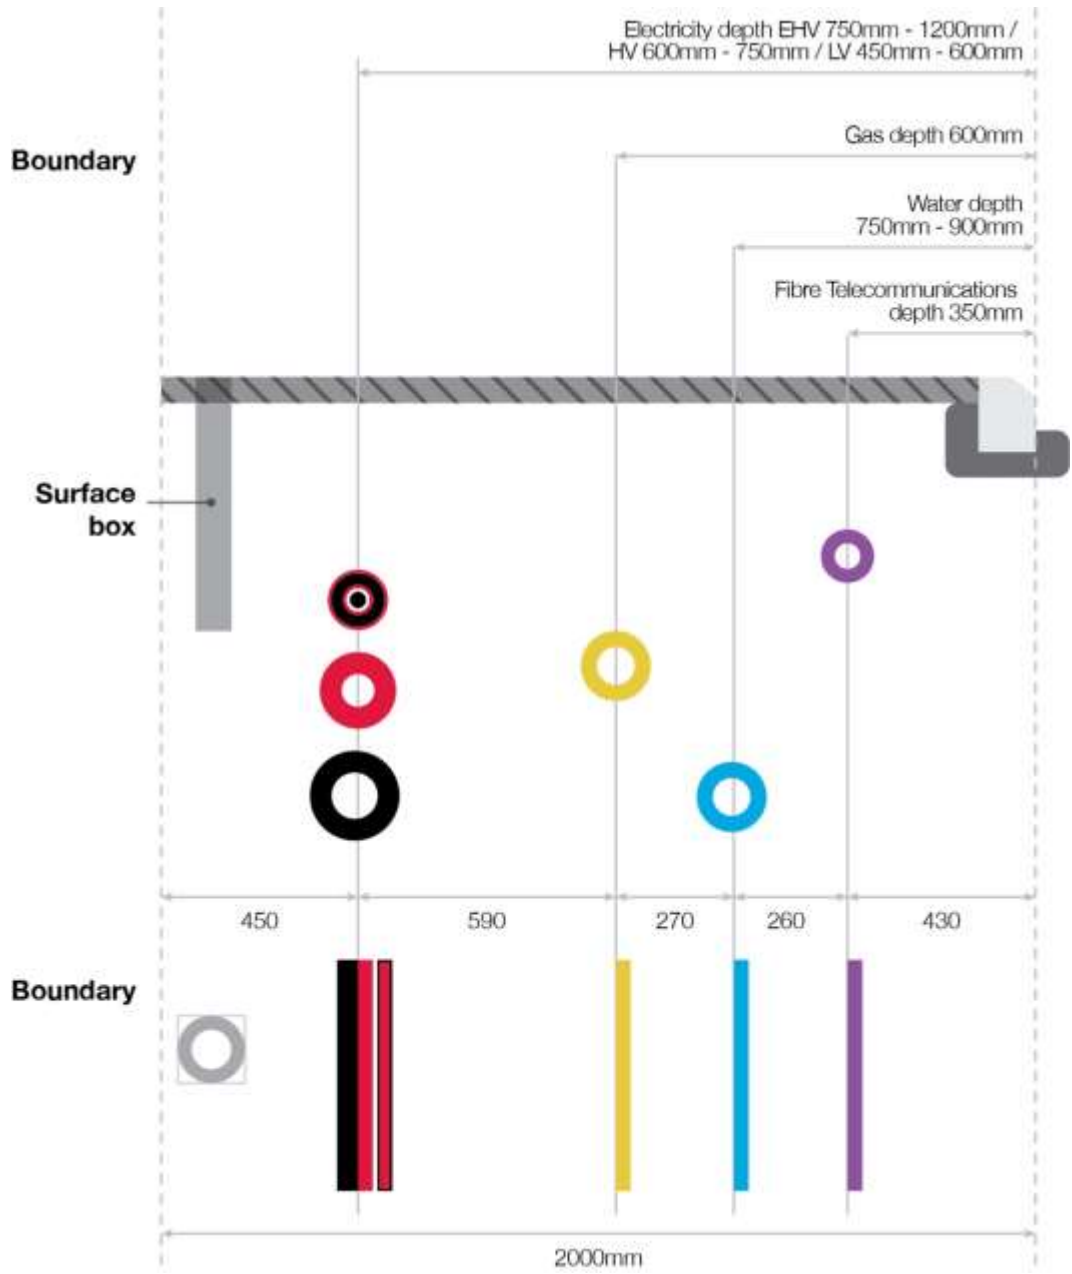 Electricity depth EHV 750mm - 1200mm /
HV 600mm - 750mm / LV 450mm - 600mm
Boundary
Gas depth 600mm
Water depth
750mm - 900mm
Fibre Telecommunications
depth 350mm
Surface
box
450
590
270
260
430
Boundary
2000mm